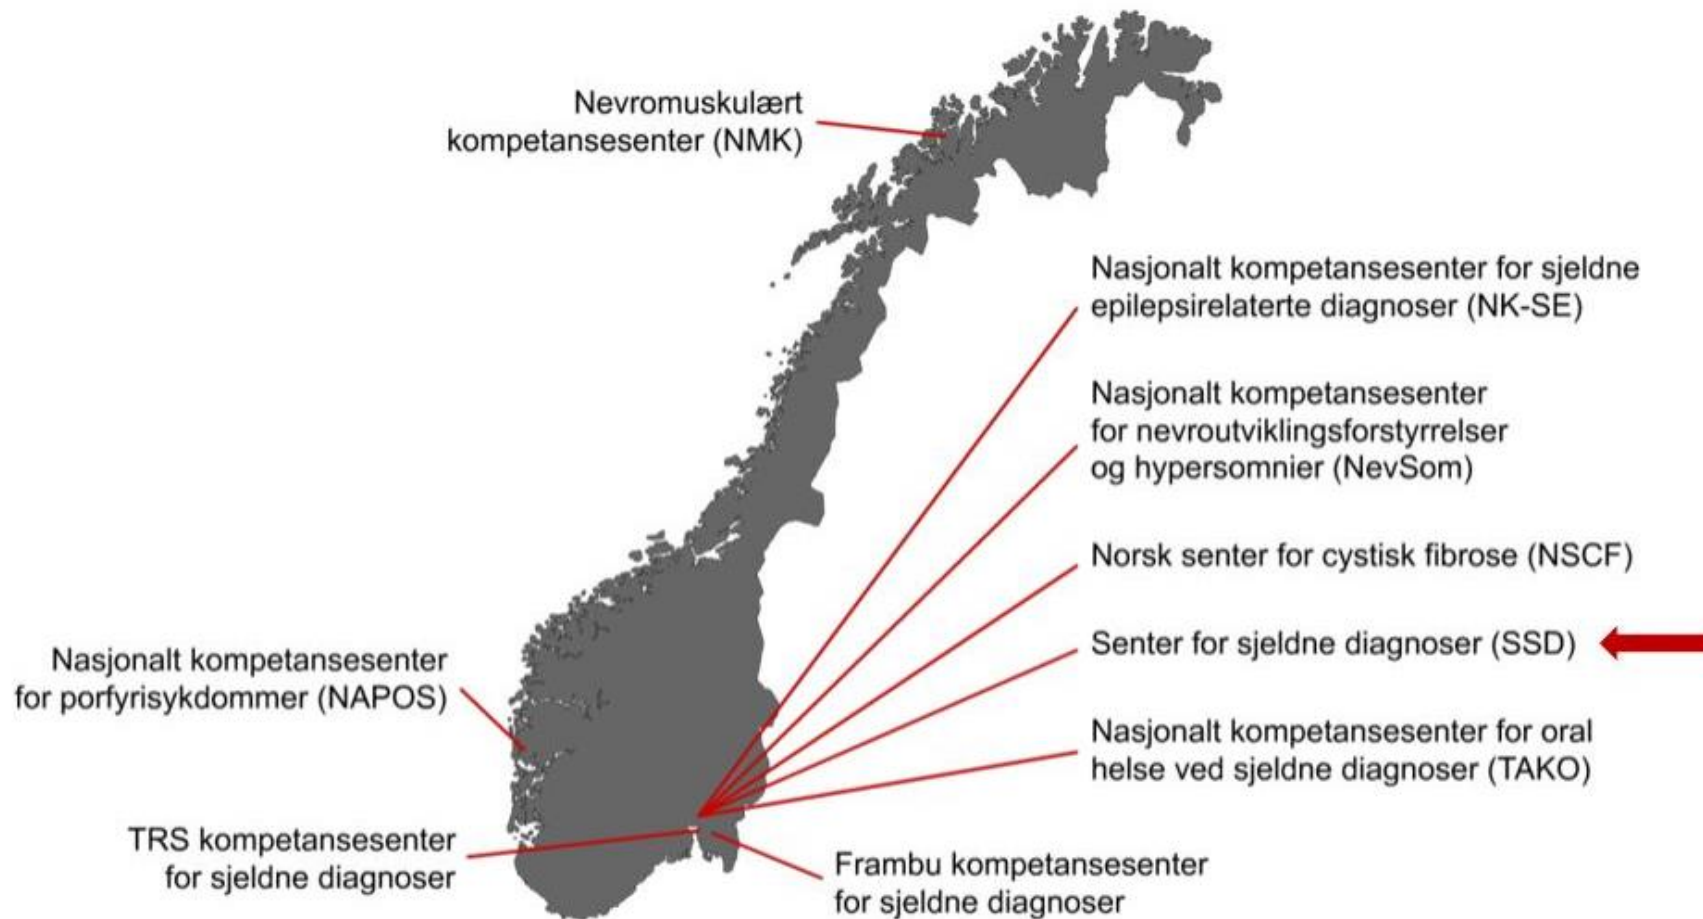 Nevromuskulært
kompetansesenter (NMK)
Nasjonalt kompetansesenter for sjeldne
epilepsirelaterte diagnoser (NK-SE)
Nasjonalt kompetansesenter
for nevroutviklingsforstyrrelser
og hypersomnier (NevSom)
Norsk senter for cystisk fibrose (NSCF)
Senter for sjeldne diagnoser (SSD)
Nasjonalt kompetansesenter
for porfyrisykdommer (NAPOS)
Nasjonalt kompetansesenter for oral
helse ved sjeldne diagnoser (TAKO)
TRS kompetansesenter
for sjeldne diagnoser
Frambu kompetansesenter
for sjeldne diagnoser